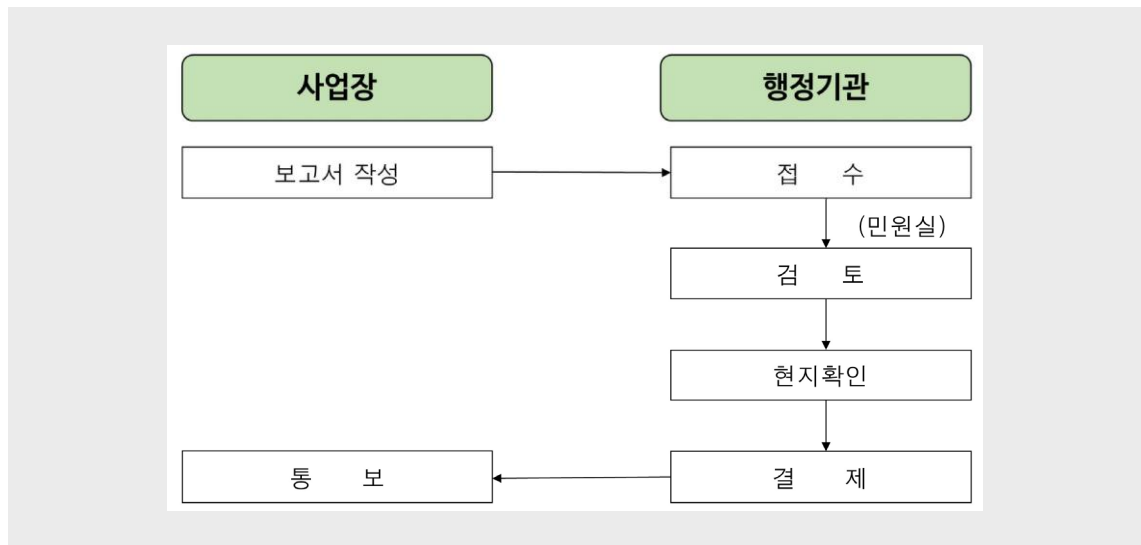 사업장
행정기관
보고서 작성
접 수
(민원실)
검 토
현지확인
통 보
결 제